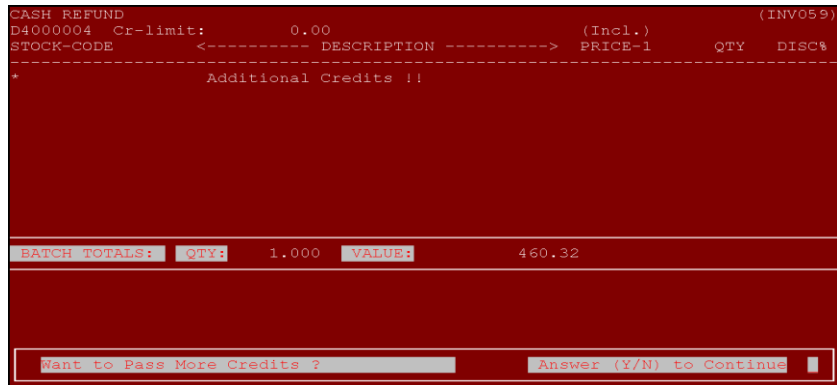 CASH REFUND (INV059)
D4000004 Cr-limit: 0.00 (Incl.)
STOCK-CODE <---------- DESCRIPTION ----------> PRICE-1 QTY DISC%
* Additional Credits !!
BATCH TOTALS: QTY: 1.000 VALUE: 460.32
Want to Pass More Credits ? Answer (Y/N) to Continue